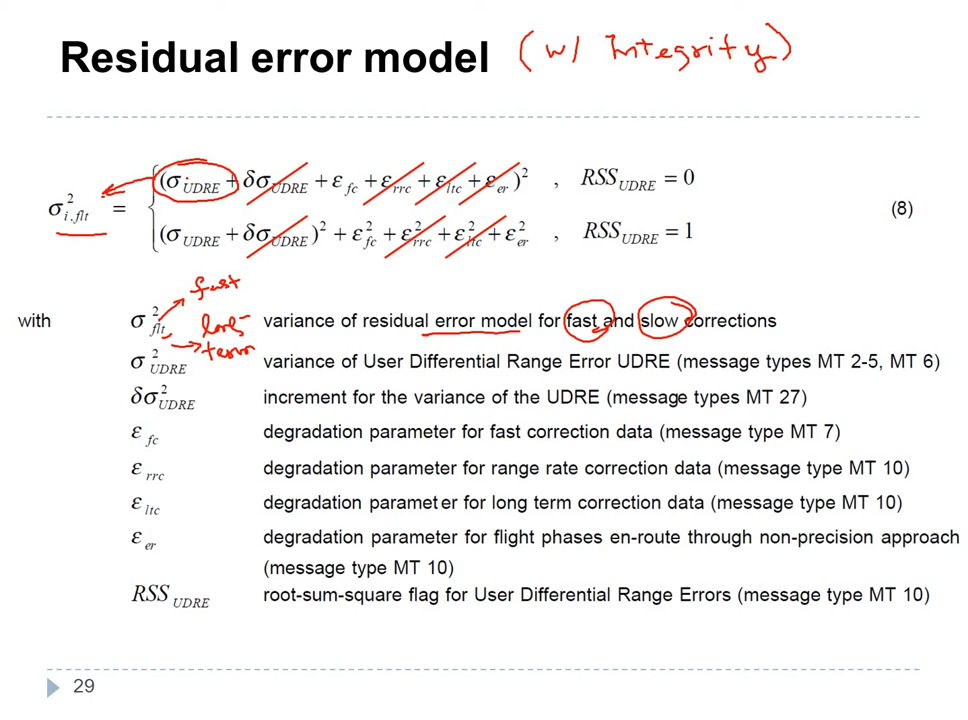 Residual error model (w/ Integrity)
σ²i,flt = { (σUDRE + δσUDRE + εfc + εrrc + εltc + εer)² , RSSUDRE = 0
(σUDRE + δσUDRE)² + ε²fc + ε²rrc + ε²ltc + ε²er , RSSUDRE = 1
(8)
fast
with σ²flt variance of residual error model for fast and slow corrections
long-
term
σ²UDRE variance of User Differential Range Error UDRE (message types MT 2-5, MT 6)
δσ²UDRE increment for the variance of the UDRE (message types MT 27)
εfc degradation parameter for fast correction data (message type MT 7)
εrrc degradation parameter for range rate correction data (message type MT 10)
εltc degradation parameter for long term correction data (message type MT 10)
εer degradation parameter for flight phases en-route through non-precision approach
(message type MT 10)
RSSUDRE root-sum-square flag for User Differential Range Errors (message type MT 10)
29